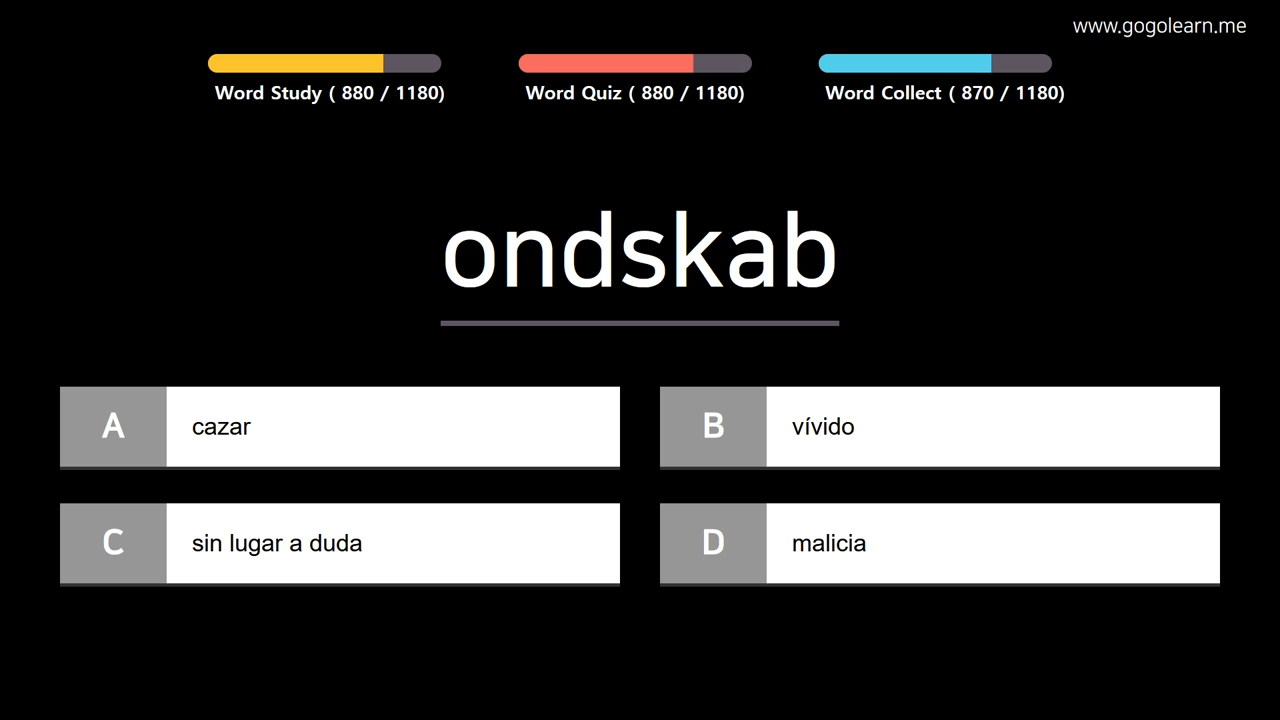 www.gogolearn.me
Word Study ( 880 / 1180)
Word Quiz ( 880 / 1180)
Word Collect ( 870 / 1180)
ondskab
A cazar
B vívido
C sin lugar a duda
D malicia